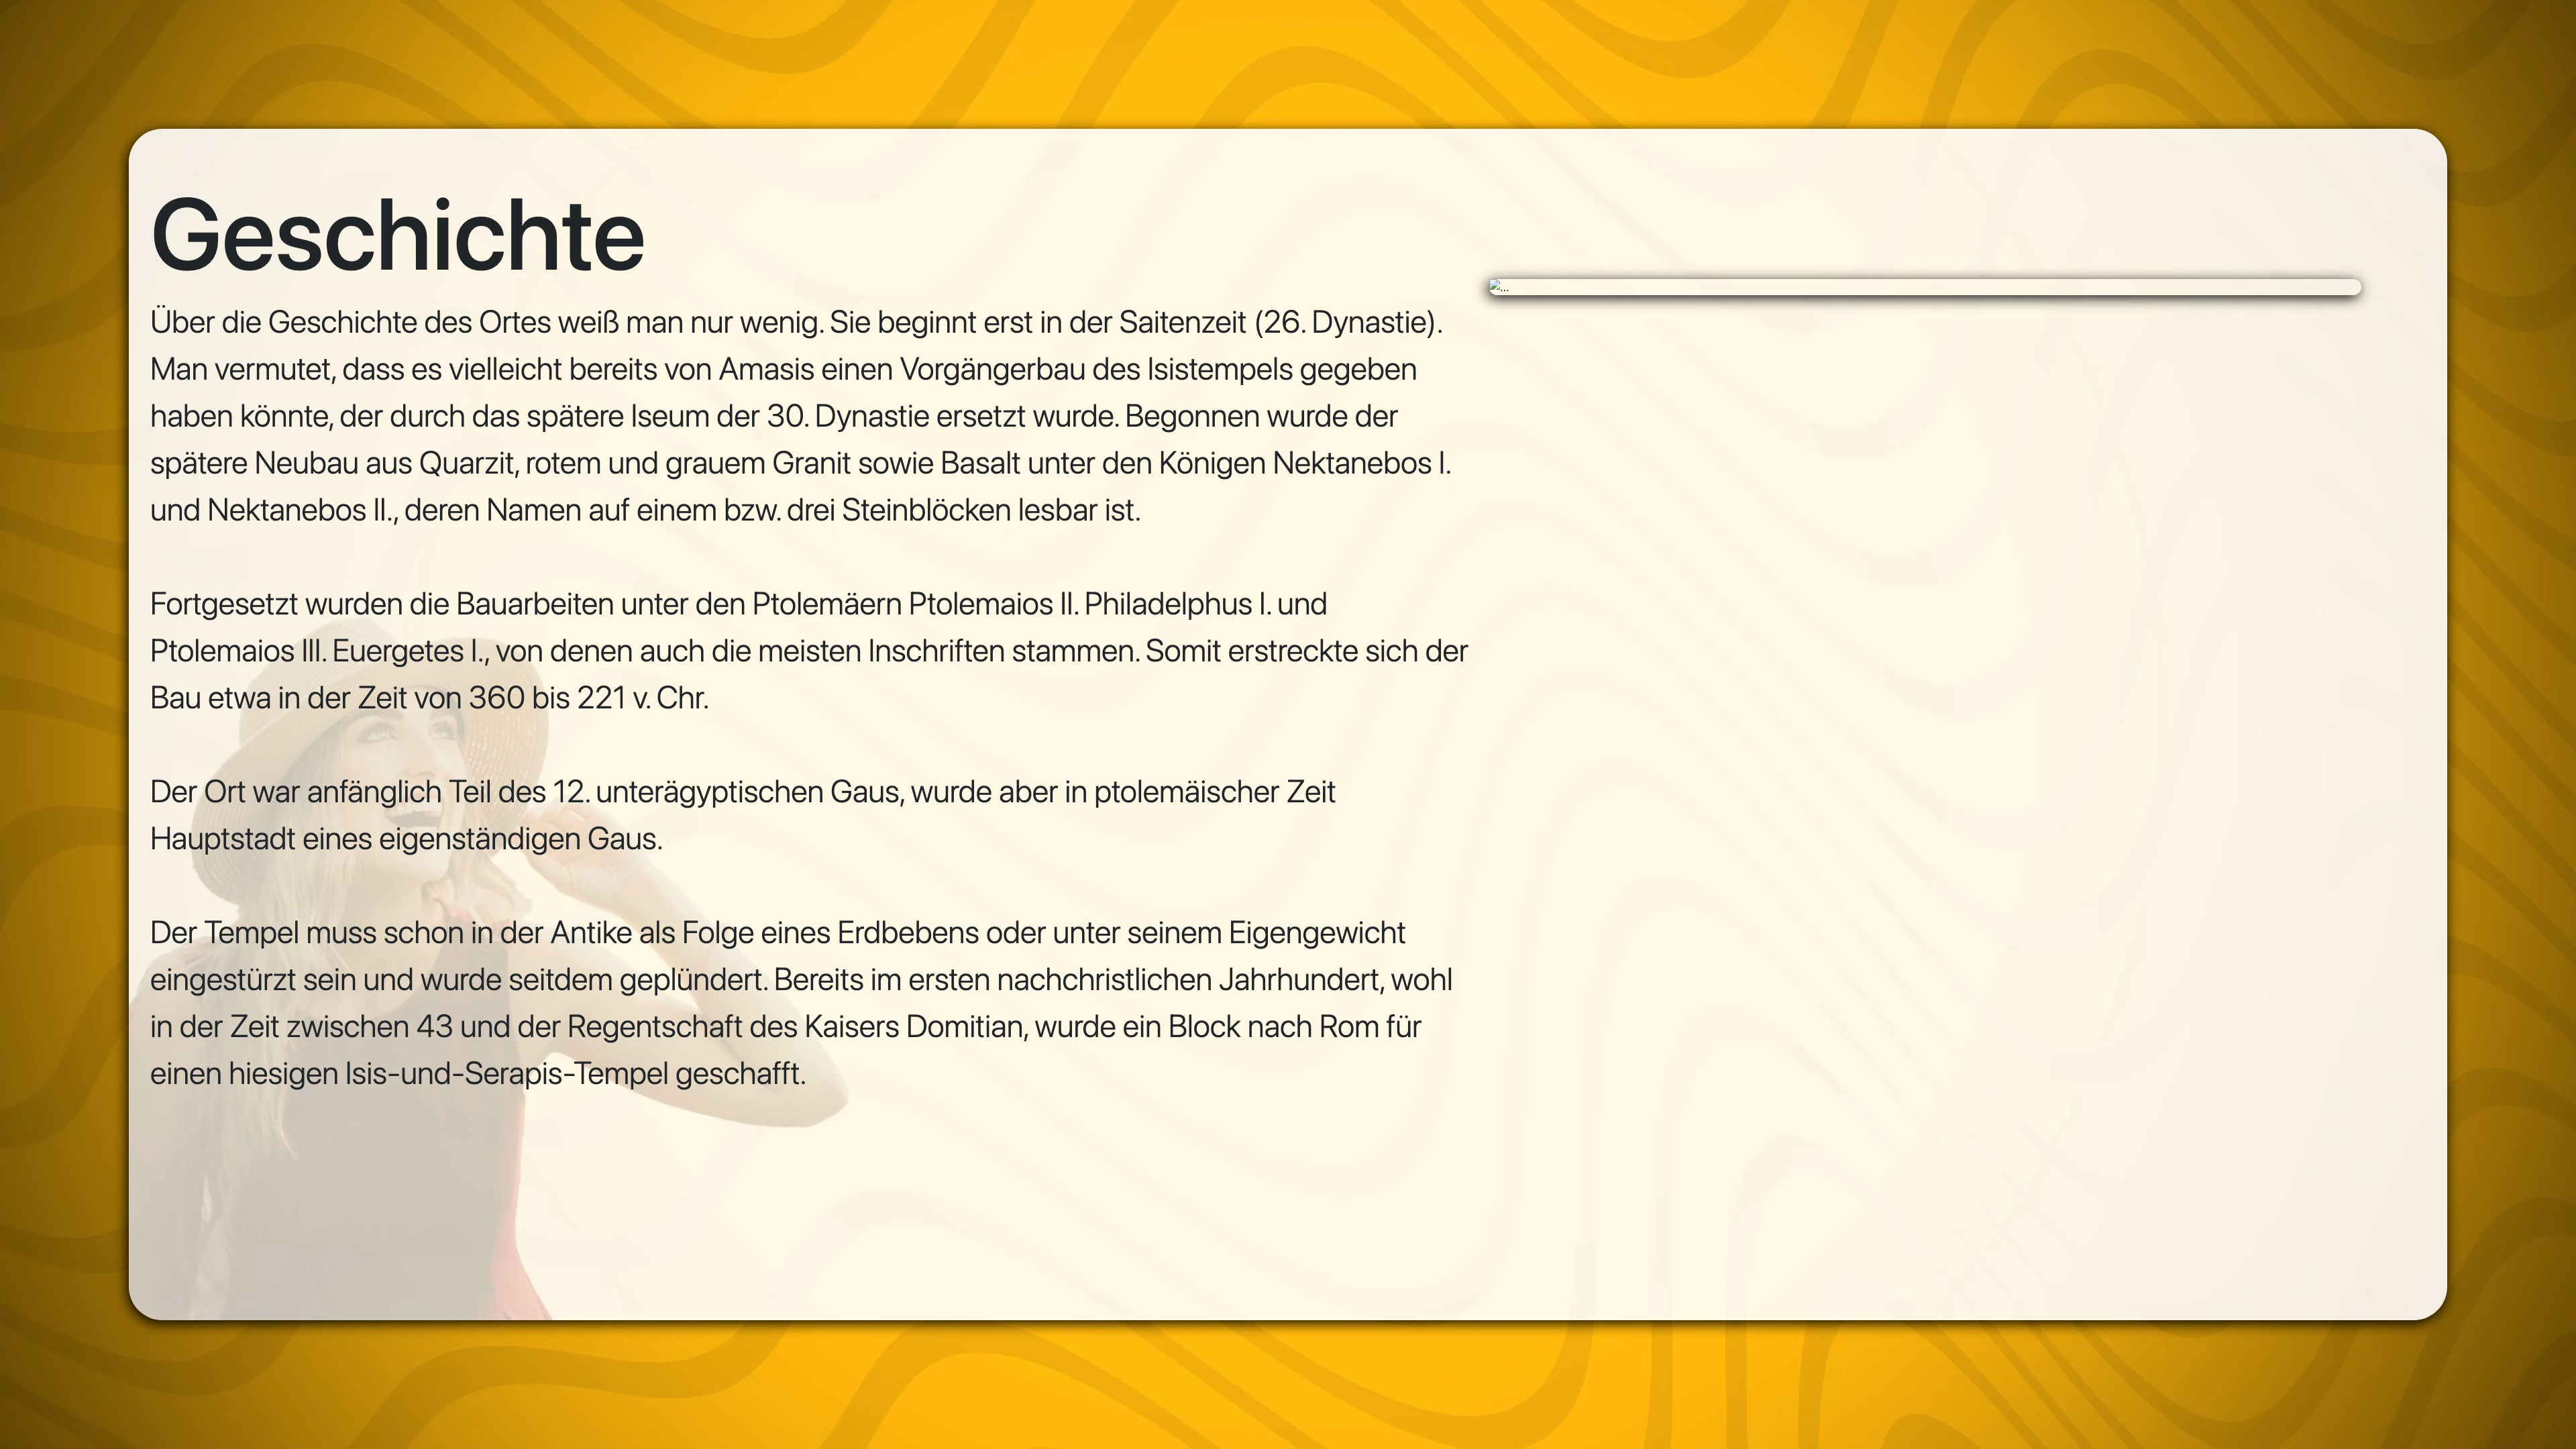 Geschichte
Über die Geschichte des Ortes weiß man nur wenig. Sie beginnt erst in der Saitenzeit (26. Dynastie).
Man vermutet, dass es vielleicht bereits von Amasis einen Vorgängerbau des Isistempels gegeben
haben könnte, der durch das spätere Iseum der 30. Dynastie ersetzt wurde. Begonnen wurde der
spätere Neubau aus Quarzit, rotem und grauem Granit sowie Basalt unter den Königen Nektanebos I.
und Nektanebos II., deren Namen auf einem bzw. drei Steinblöcken lesbar ist.
Fortgesetzt wurden die Bauarbeiten unter den Ptolemäern Ptolemaios II. Philadelphus I. und
Ptolemaios III. Euergetes I., von denen auch die meisten Inschriften stammen. Somit erstreckte sich der
Bau etwa in der Zeit von 360 bis 221 v. Chr.
Der Ort war anfänglich Teil des 12. unterägyptischen Gaus, wurde aber in ptolemäischer Zeit
Hauptstadt eines eigenständigen Gaus.
Der Tempel muss schon in der Antike als Folge eines Erdbebens oder unter seinem Eigengewicht
eingestürzt sein und wurde seitdem geplündert. Bereits im ersten nachchristlichen Jahrhundert, wohl
in der Zeit zwischen 43 und der Regentschaft des Kaisers Domitian, wurde ein Block nach Rom für
einen hiesigen Isis-und-Serapis-Tempel geschafft.
...